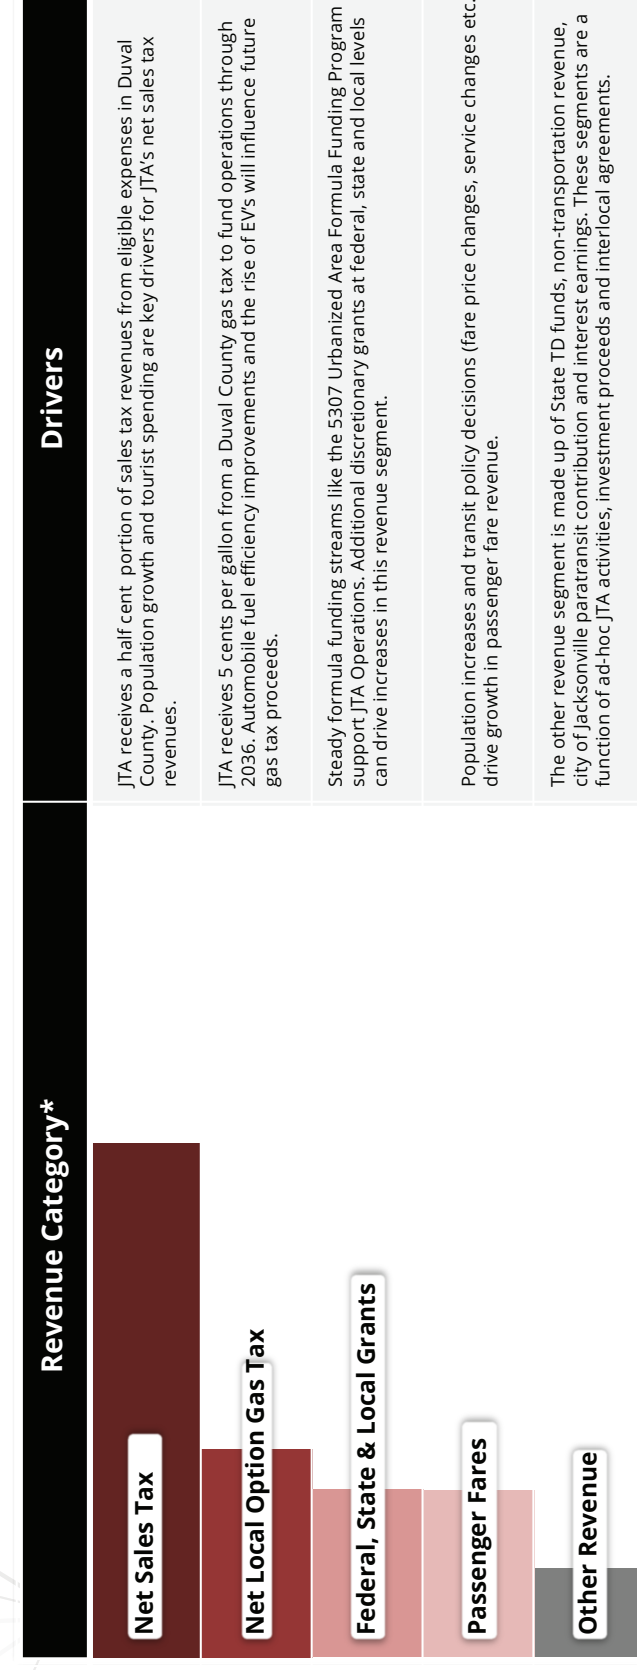 Revenue Category*
Drivers
Net Sales Tax
JTA receives a half cent portion of sales tax revenues from eligible expenses in Duval
County. Population growth and tourist spending are key drivers for JTA's net sales tax
revenues.
Net Local Option Gas Tax
JTA receives 5 cents per gallon from a Duval County gas tax to fund operations through
2036. Automobile fuel efficiency improvements and the rise of EV's will influence future
gas tax proceeds.
Federal, State & Local Grants
Steady formula funding streams like the 5307 Urbanized Area Formula Funding Program
support JTA Operations. Additional discretionary grants at federal, state and local levels
can drive increases in this revenue segment.
Passenger Fares
Population increases and transit policy decisions (fare price changes, service changes etc.
drive growth in passenger fare revenue.
Other Revenue
The other revenue segment is made up of State TD funds, non-transportation revenue,
city of Jacksonville paratransit contribution and interest earnings. These segments are a
function of ad-hoc JTA activities, investment proceeds and interlocal agreements.